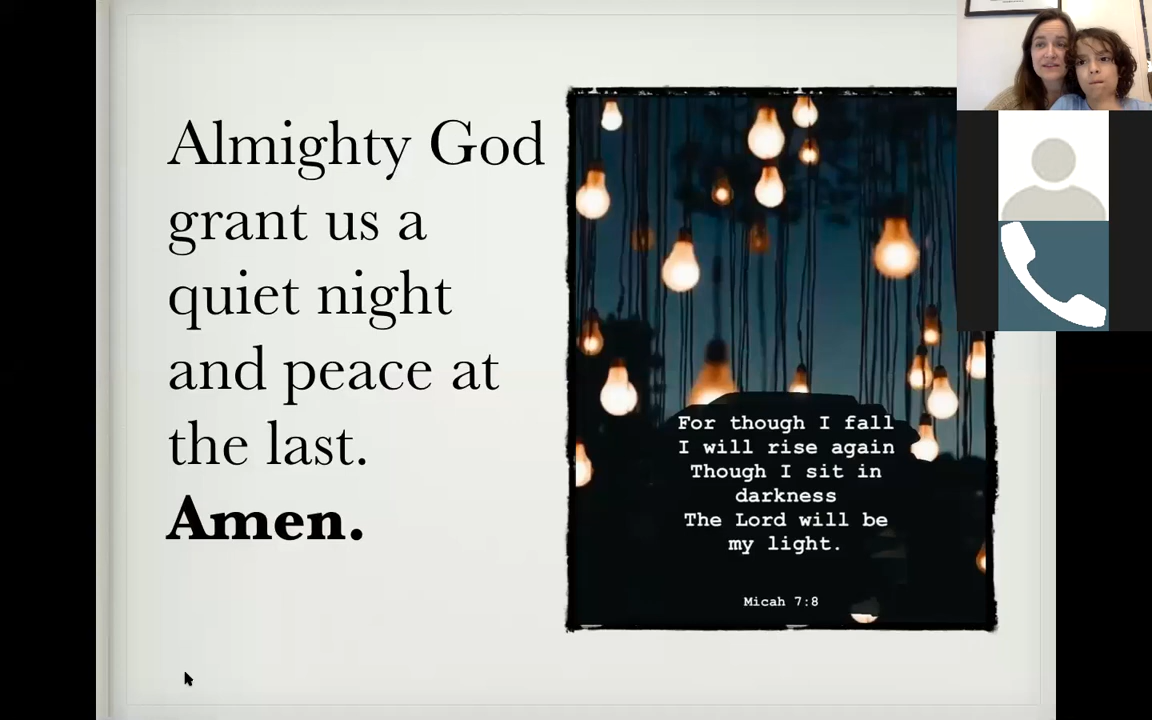 Almighty God
grant us a
quiet night
and peace at
the last.
Amen.
For though I fall
I will rise again
Though I sit in
darkness
The Lord will be
my light.
Micah 7:8